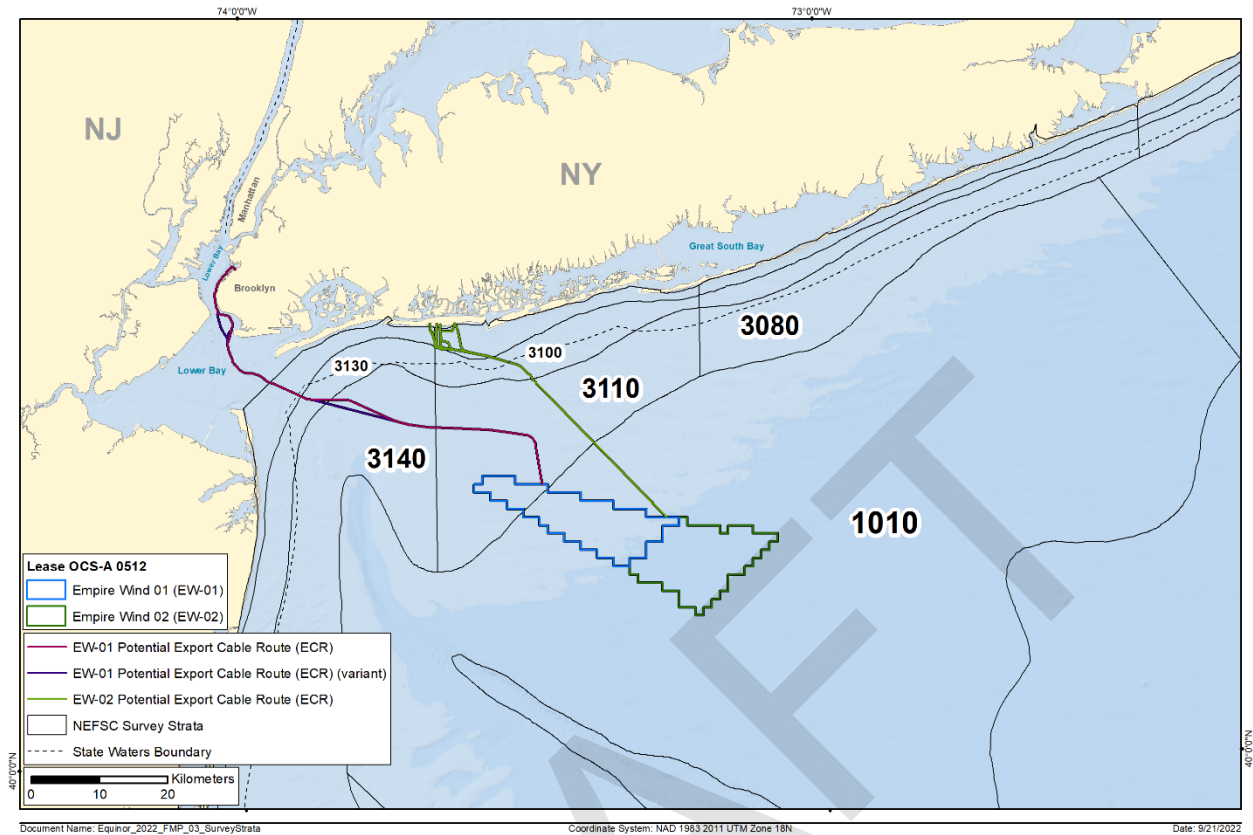 74°0'0"W
73°0'0"W
NJ
Manhattan
NY
Lower Bay
Great South Bay
Brooklyn
3080
3100
3130
Lower Bay
3110
3140
1010
Lease OCS-A 0512
Empire Wind 01 (EW-01)
Empire Wind 02 (EW-02)
EW-01 Potential Export Cable Route (ECR)
EW-01 Potential Export Cable Route (ECR) (variant)
EW-02 Potential Export Cable Route (ECR)
NEFSC Survey Strata
State Waters Boundary
40°0'0"N
40°0'0"N
Kilometers
0 10 20
Document Name: Equinor_2022_FMP_03_SurveyStrata
Coordinate System: NAD 1983 2011 UTM Zone 18N
Date: 9/21/2022